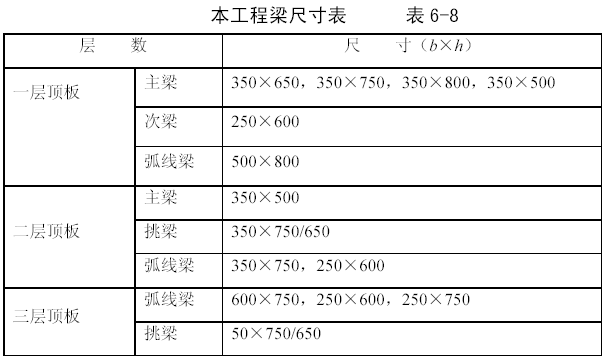 本工程梁尺寸表 表 6-8
层 数 尺 寸（b×h）
一层顶板 主梁 350×650，350×750，350×800，350×500
次梁 250×600
弧线梁 500×800
二层顶板 主梁 350×500
挑梁 350×750/650
弧线梁 350×750，250×600
三层顶板 弧线梁 600×750，250×600，250×750
挑梁 50×750/650